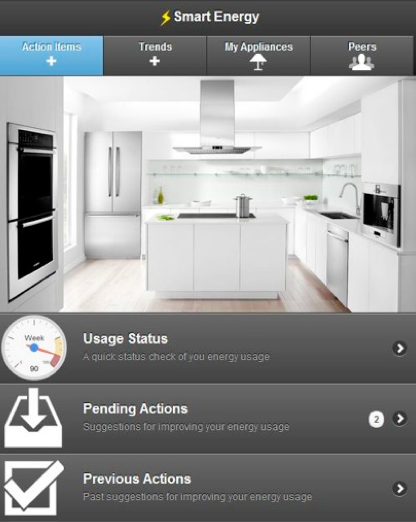 Smart Energy
Action Items
Trends
My Appliances
Peers
Week
90
Usage Status
A quick status check of you energy usage
Pending Actions
Suggestions for improving your energy usage
2
Previous Actions
Past suggestions for improving your energy usage